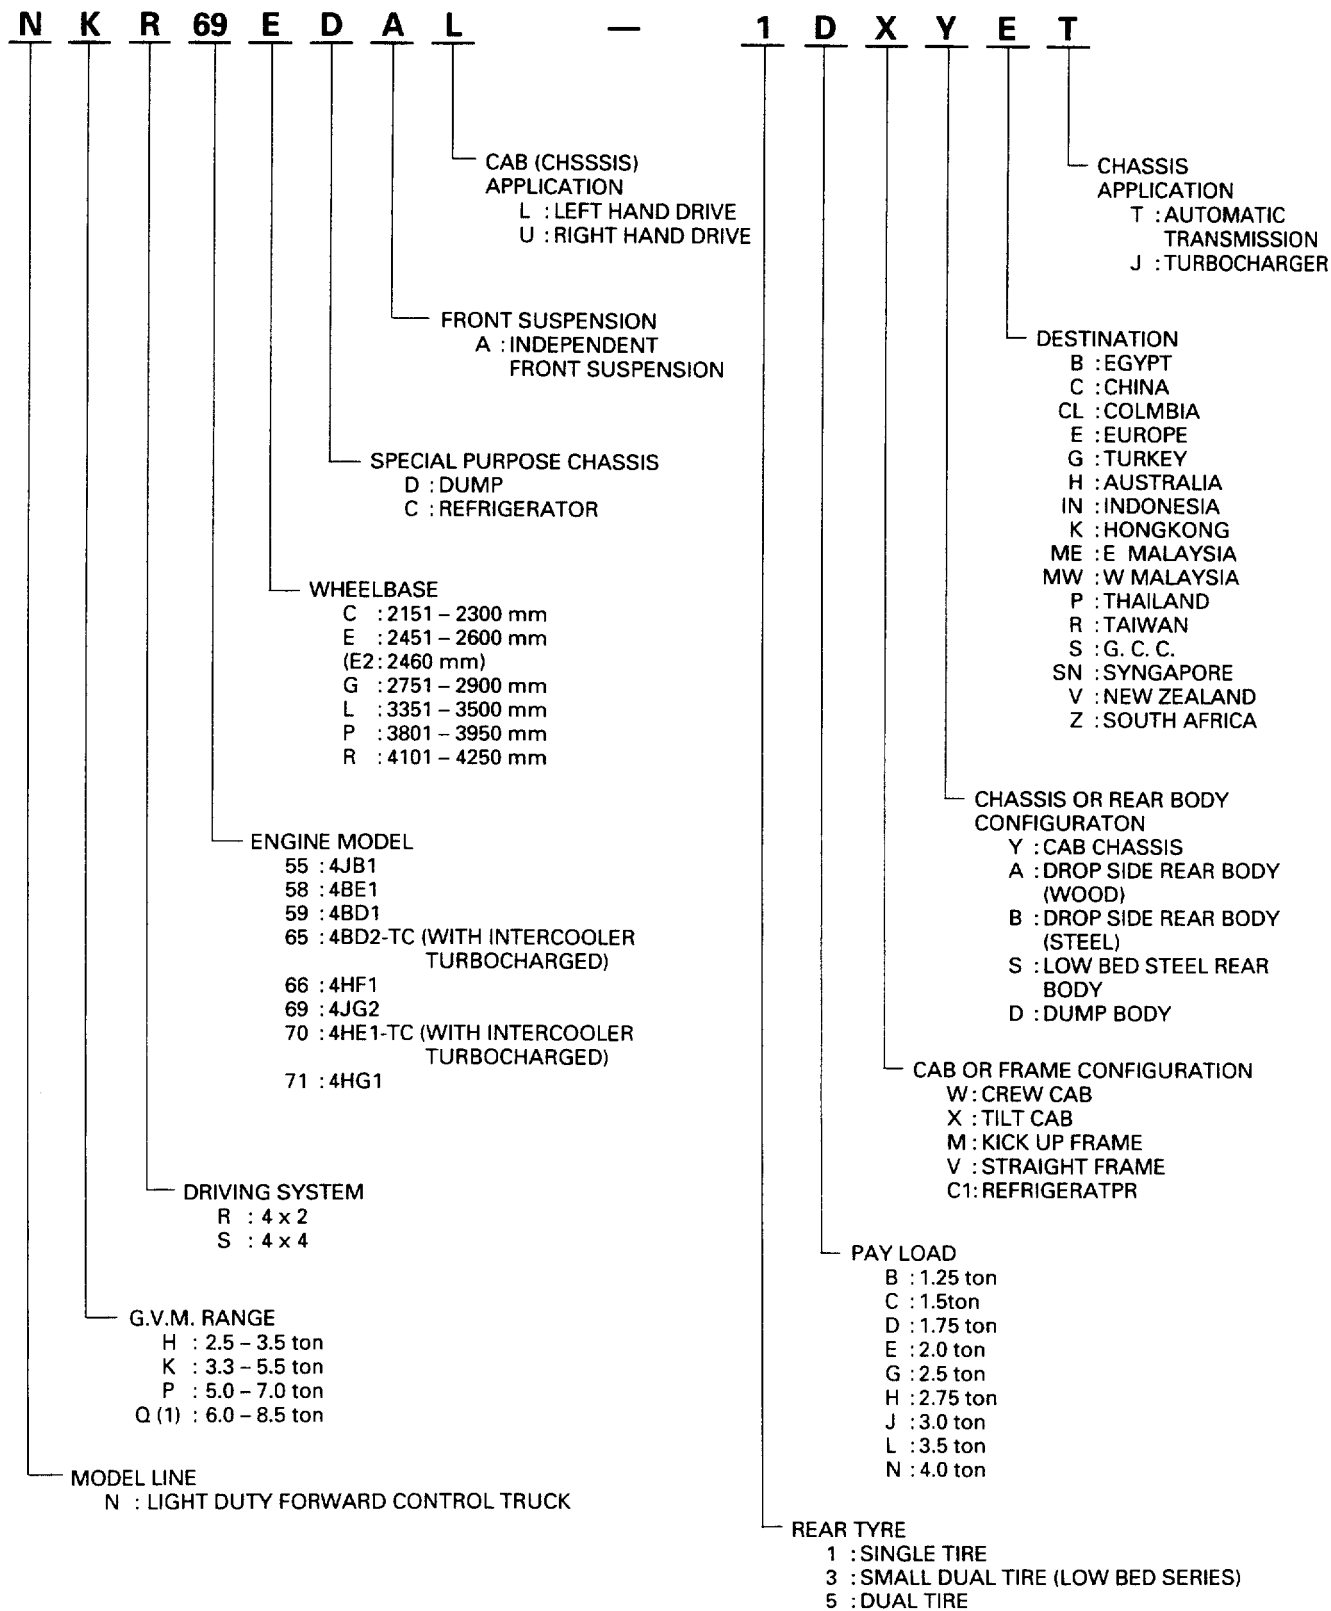 N K R 69 E D A L — 1 D X Y E T
CAB (CHSSSIS)
APPLICATION
L : LEFT HAND DRIVE
U : RIGHT HAND DRIVE
FRONT SUSPENSION
A : INDEPENDENT
FRONT SUSPENSION
SPECIAL PURPOSE CHASSIS
D : DUMP
C : REFRIGERATOR
WHEELBASE
C : 2151 – 2300 mm
E : 2451 – 2600 mm
(E2: 2460 mm)
G : 2751 – 2900 mm
L : 3351 – 3500 mm
P : 3801 – 3950 mm
R : 4101 – 4250 mm
ENGINE MODEL
55 : 4JB1
58 : 4BE1
59 : 4BD1
65 : 4BD2-TC (WITH INTERCOOLER
TURBOCHARGED)
66 : 4HF1
69 : 4JG2
70 : 4HE1-TC (WITH INTERCOOLER
TURBOCHARGED)
71 : 4HG1
DRIVING SYSTEM
R : 4 x 2
S : 4 x 4
G.V.M. RANGE
H : 2.5 – 3.5 ton
K : 3.3 – 5.5 ton
P : 5.0 – 7.0 ton
Q (1) : 6.0 – 8.5 ton
MODEL LINE
N : LIGHT DUTY FORWARD CONTROL TRUCK
CHASSIS
APPLICATION
T : AUTOMATIC
TRANSMISSION
J : TURBOCHARGER
DESTINATION
B : EGYPT
C : CHINA
CL : COLMBIA
E : EUROPE
G : TURKEY
H : AUSTRALIA
IN : INDONESIA
K : HONGKONG
ME : E MALAYSIA
MW : W MALAYSIA
P : THAILAND
R : TAIWAN
S : G. C. C.
SN : SYNGAPORE
V : NEW ZEALAND
Z : SOUTH AFRICA
CHASSIS OR REAR BODY
CONFIGURATON
Y : CAB CHASSIS
A : DROP SIDE REAR BODY
(WOOD)
B : DROP SIDE REAR BODY
(STEEL)
S : LOW BED STEEL REAR
BODY
D : DUMP BODY
CAB OR FRAME CONFIGURATION
W : CREW CAB
X : TILT CAB
M : KICK UP FRAME
V : STRAIGHT FRAME
C1: REFRIGERATPR
PAY LOAD
B : 1.25 ton
C : 1.5ton
D : 1.75 ton
E : 2.0 ton
G : 2.5 ton
H : 2.75 ton
J : 3.0 ton
L : 3.5 ton
N : 4.0 ton
REAR TYRE
1 : SINGLE TIRE
3 : SMALL DUAL TIRE (LOW BED SERIES)
5 : DUAL TIRE